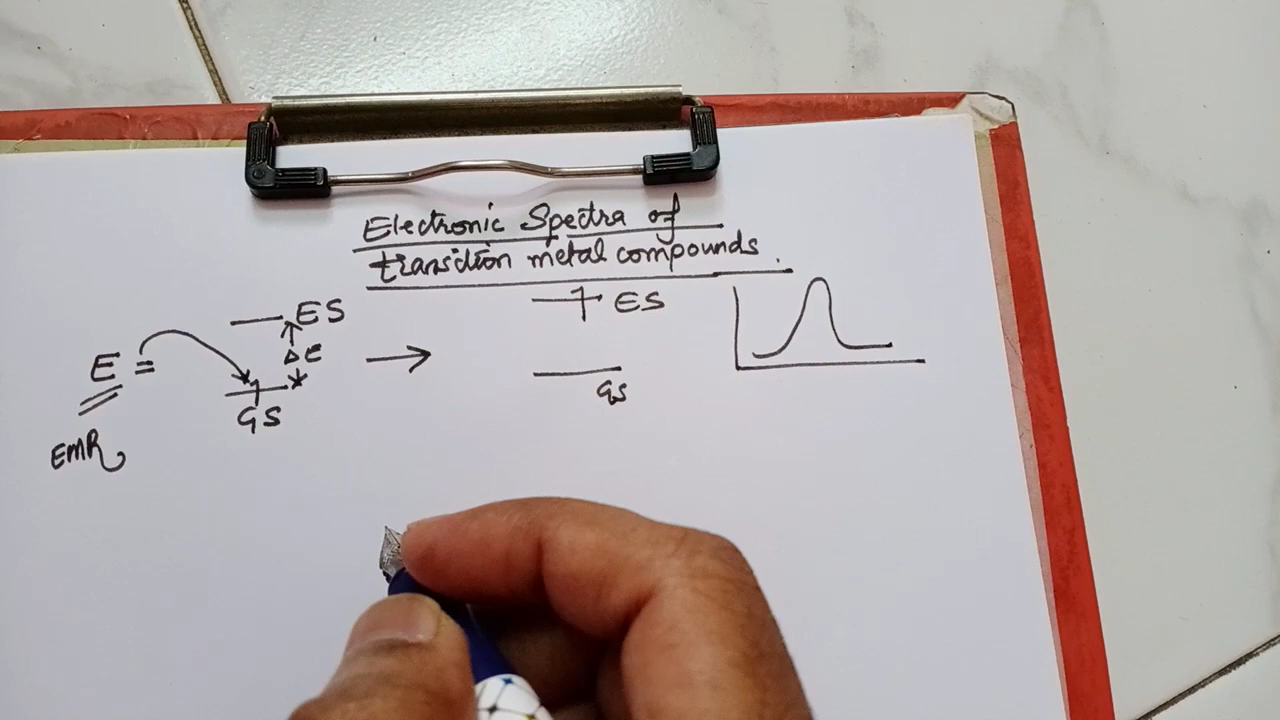 Electronic Spectra of
transition metal compounds.
ES
ES
ΔE
E =
GS
GS
EMR